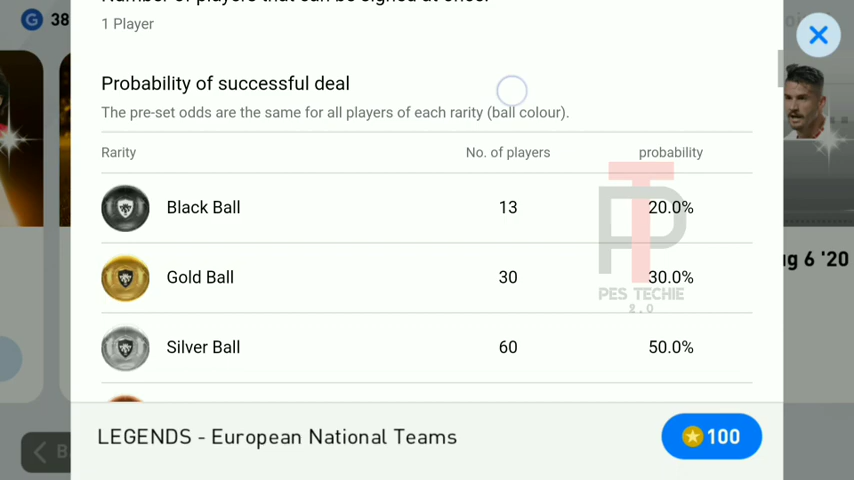 38
1 Player
Probability of successful deal
The pre-set odds are the same for all players of each rarity (ball colour).
Rarity No. of players probability
Black Ball 13 20.0%
Gold Ball 30 30.0%
PES TECHIE
2.0
Silver Ball 60 50.0%
ug 6 '20
LEGENDS - European National Teams 100
B